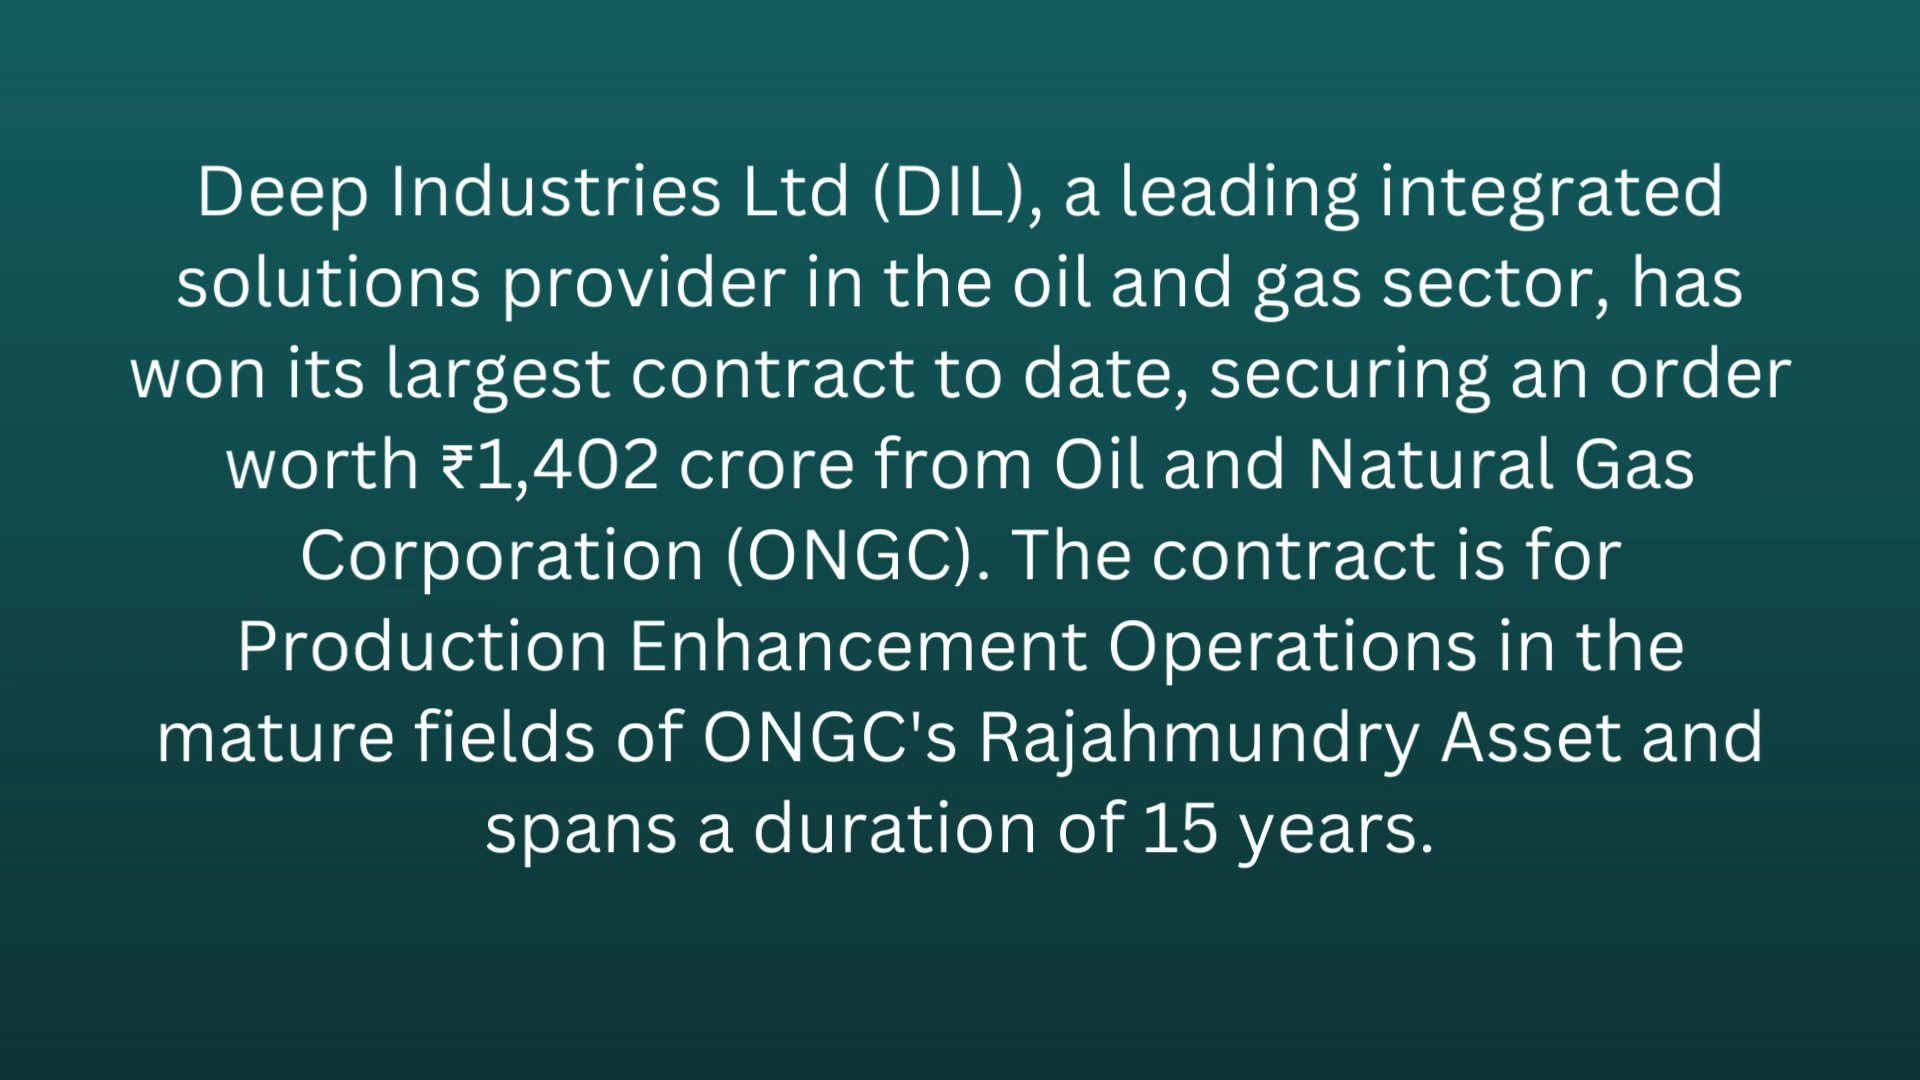 Deep Industries Ltd (DIL), a leading integrated
solutions provider in the oil and gas sector, has
won its largest contract to date, securing an order
worth ₹1,402 crore from Oil and Natural Gas
Corporation (ONGC). The contract is for
Production Enhancement Operations in the
mature fields of ONGC's Rajahmundry Asset and
spans a duration of 15 years.